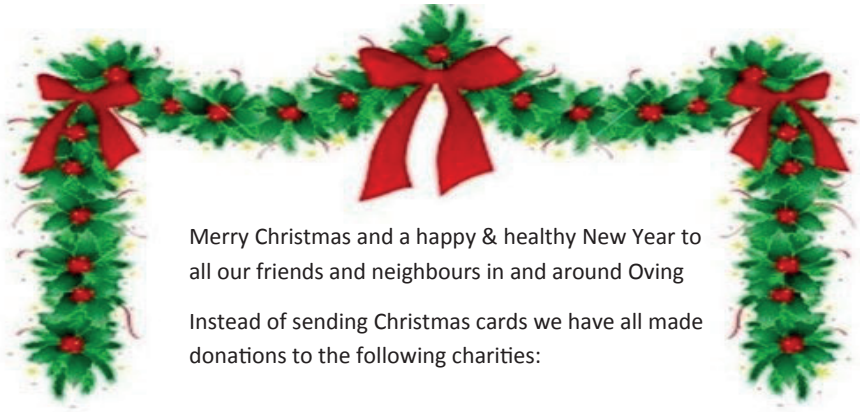 Merry Christmas and a happy & healthy New Year to
all our friends and neighbours in and around Oving
Instead of sending Christmas cards we have all made
donations to the following charities: